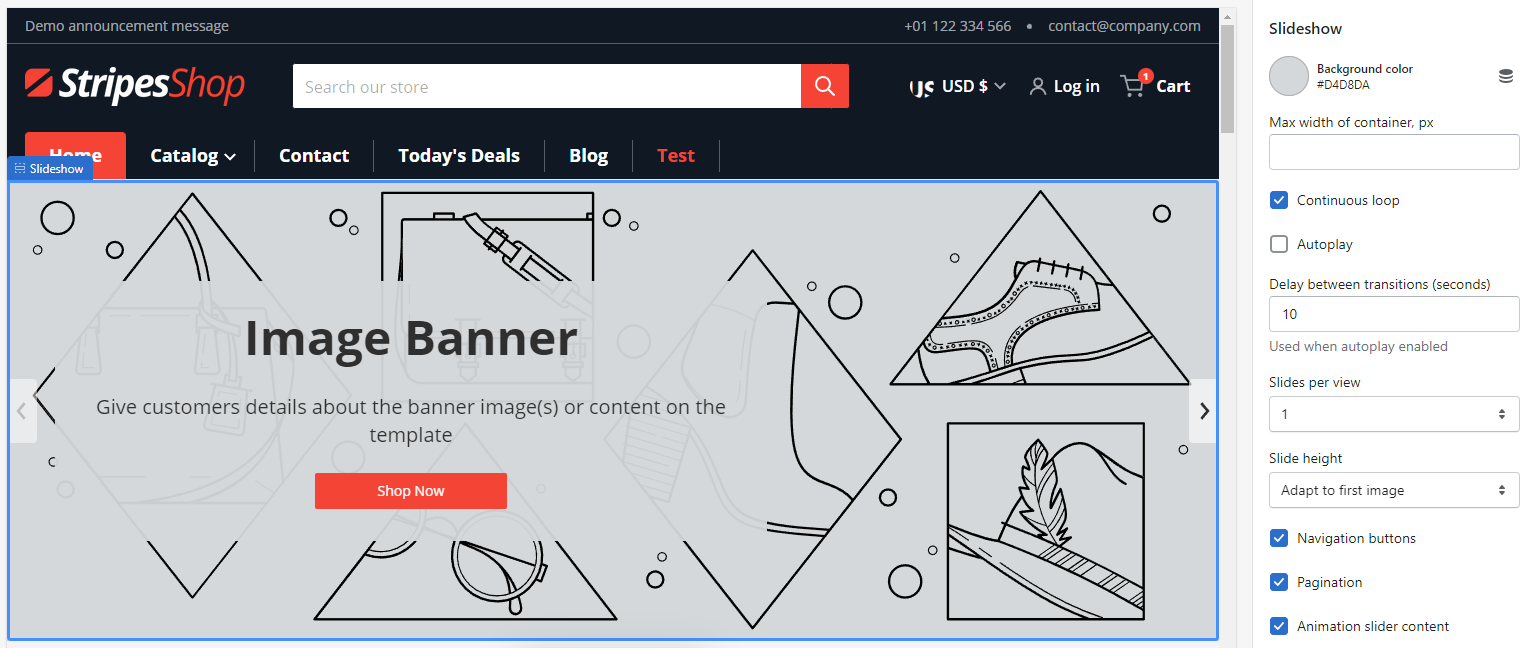 Demo announcement message
+01 122 334 566 • contact@company.com
StripesShop
Search our store
USD $
Log in
1
Cart
Home
Catalog
Contact
Today's Deals
Blog
Test
Slideshow
Image Banner
Give customers details about the banner image(s) or content on the
template
Shop Now
Slideshow
Background color
#D4D8DA
Max width of container, px
Continuous loop
Autoplay
Delay between transitions (seconds)
10
Used when autoplay enabled
Slides per view
1
Slide height
Adapt to first image
Navigation buttons
Pagination
Animation slider content